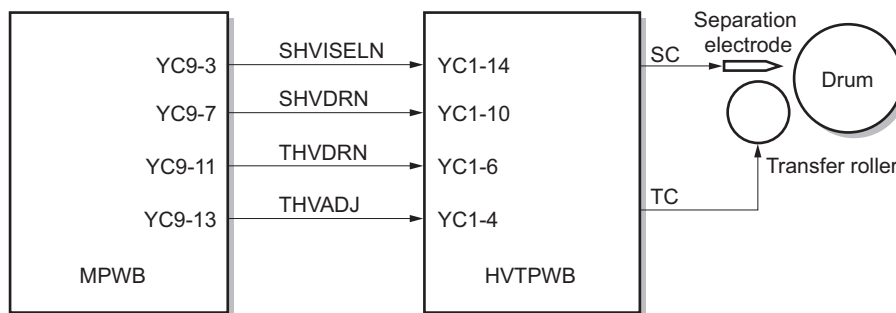 Separation
electrode
SHVISELN
SC
YC9-3
YC1-14
Drum
SHVDRN
YC9-7
YC1-10
THVDRN
YC9-11
YC1-6
Transfer roller
THVADJ
TC
YC9-13
YC1-4
MPWB
HVTPWB